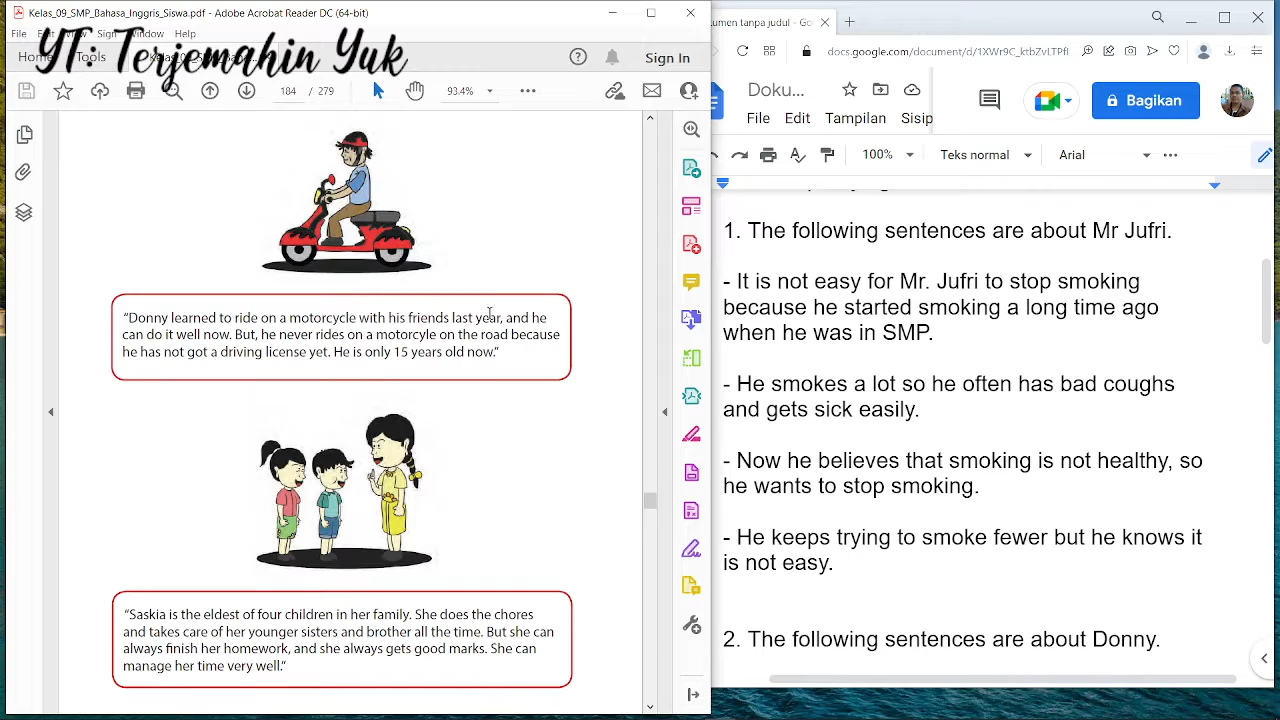 Kelas_09_SMP_Bahasa_Inggris_Siswa.pdf - Adobe Acrobat Reader DC (64-bit)
File Edit View Sign Window Help
YT: Terjemahin Yuk
Home Tools
Sign In
184 / 279
93.4%
"Donny learned to ride on a motorcycle with his friends last year, and he
can do it well now. But, he never rides on a motorcyle on the road because
he has not got a driving license yet. He is only 15 years old now."
"Saskia is the eldest of four children in her family. She does the chores
and takes care of her younger sisters and brother all the time. But she can
always finish her homework, and she always gets good marks. She can
manage her time very well."
umen tanpa judul - Go
docs.google.com/document/d/1XWr9C_ktbZvLTPfl
Doku
Bagikan
File Edit Tampilan Sisip
100% Teks normal Arial
1. The following sentences are about Mr Jufri.
- It is not easy for Mr. Jufri to stop smoking
because he started smoking a long time ago
when he was in SMP.
- He smokes a lot so he often has bad coughs
and gets sick easily.
- Now he believes that smoking is not healthy, so
he wants to stop smoking.
- He keeps trying to smoke fewer but he knows it
is not easy.
2. The following sentences are about Donny.